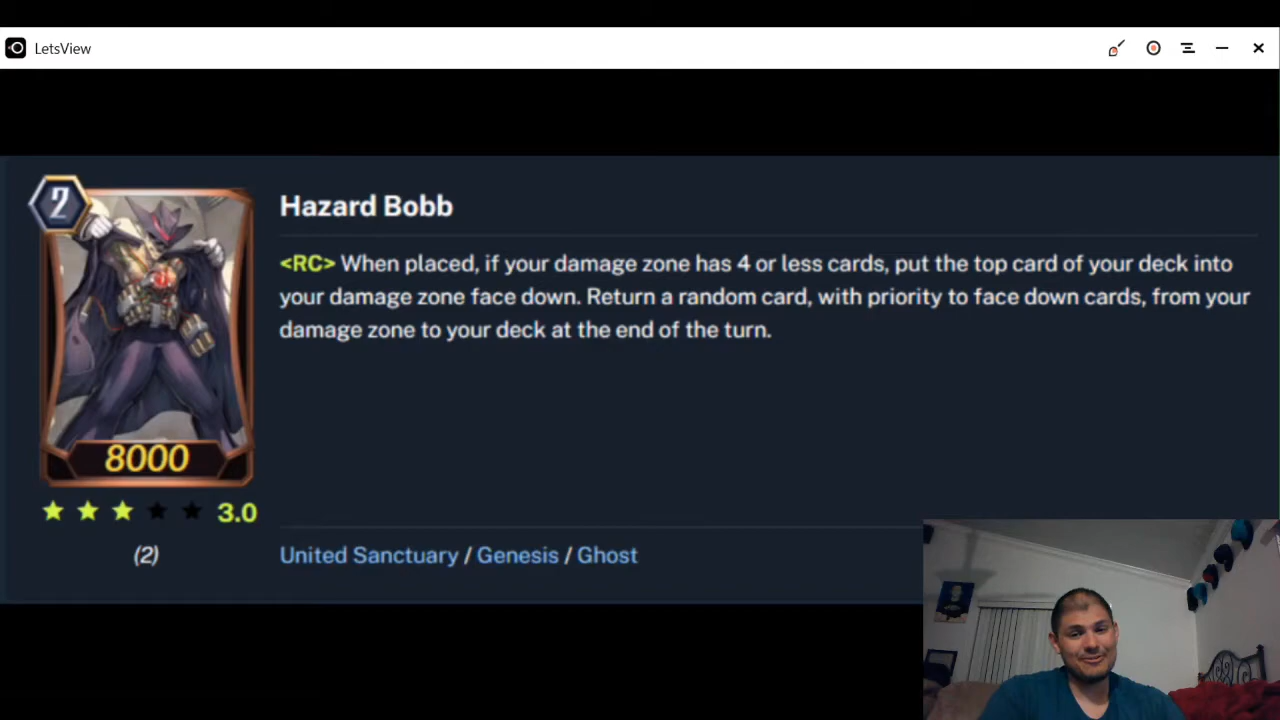 LetsView
2
Hazard Bobb
<RC> When placed, if your damage zone has 4 or less cards, put the top card of your deck into
your damage zone face down. Return a random card, with priority to face down cards, from your
damage zone to your deck at the end of the turn.
8000
3.0
(2)
United Sanctuary / Genesis / Ghost